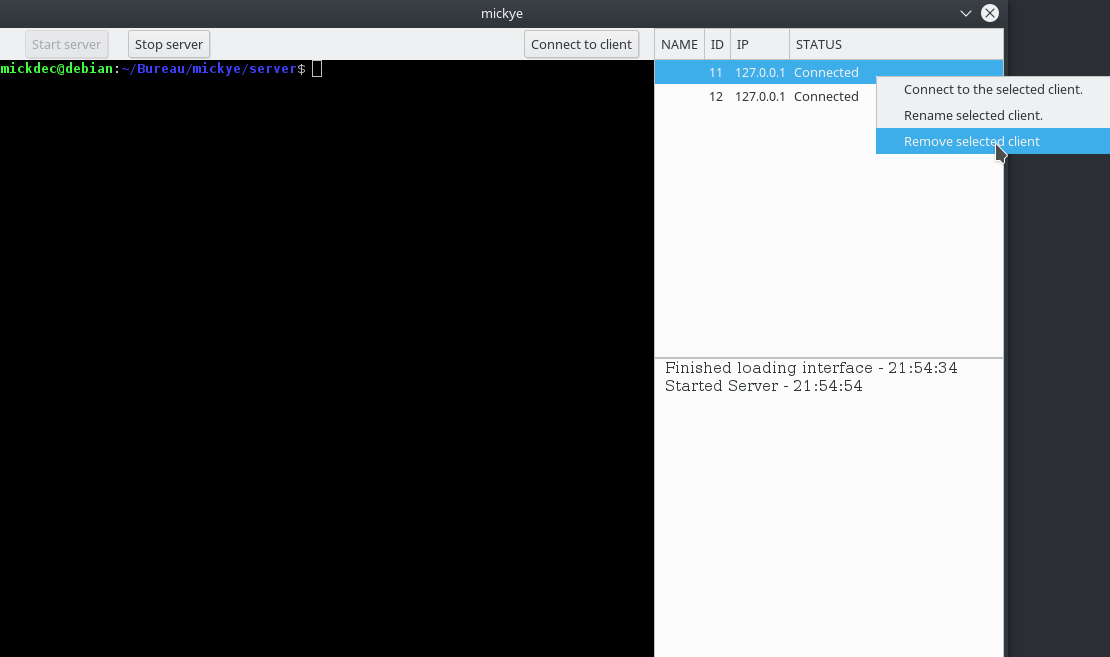 mickye
Start server Stop server Connect to client
mickdec@debian:~/Bureau/mickye/server$
NAME ID IP STATUS
11 127.0.0.1 Connected
12 127.0.0.1 Connected
Connect to the selected client.
Rename selected client.
Remove selected client
Finished loading interface - 21:54:34
Started Server - 21:54:54